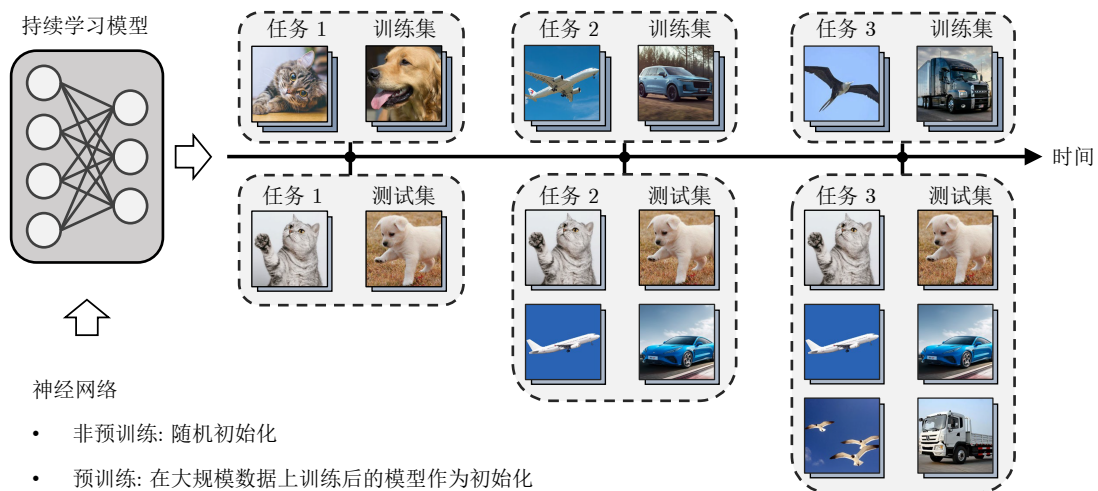 持续学习模型
任务 1 训练集
任务 2 训练集
任务 3 训练集
时间
任务 1 测试集
任务 2 测试集
任务 3 测试集
神经网络
• 非预训练: 随机初始化
• 预训练: 在大规模数据上训练后的模型作为初始化